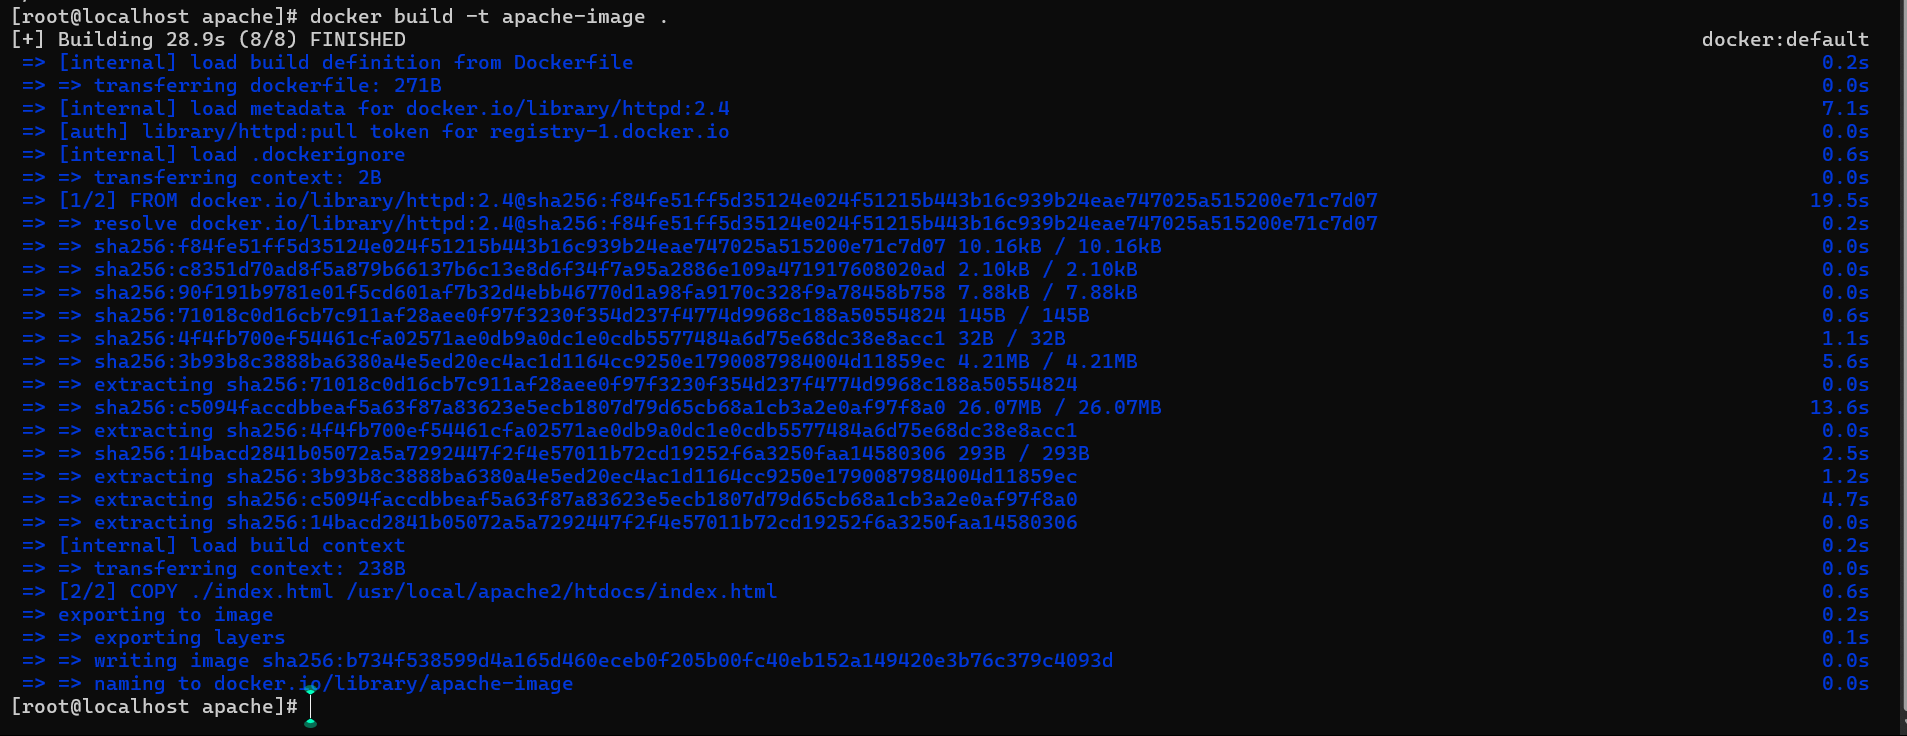 [root@localhost apache]# docker build -t apache-image .
[+] Building 28.9s (8/8) FINISHED docker:default
=> [internal] load build definition from Dockerfile 0.2s
=> => transferring dockerfile: 271B 0.0s
=> [internal] load metadata for docker.io/library/httpd:2.4 7.1s
=> [auth] library/httpd:pull token for registry-1.docker.io 0.0s
=> [internal] load .dockerignore 0.6s
=> => transferring context: 2B 0.0s
=> [1/2] FROM docker.io/library/httpd:2.4@sha256:f84fe51ff5d35124e024f51215b443b16c939b24eae747025a515200e71c7d07 19.5s
=> => resolve docker.io/library/httpd:2.4@sha256:f84fe51ff5d35124e024f51215b443b16c939b24eae747025a515200e71c7d07 0.2s
=> => sha256:f84fe51ff5d35124e024f51215b443b16c939b24eae747025a515200e71c7d07 10.16kB / 10.16kB 0.0s
=> => sha256:c8351d70ad8f5a879b66137b6c13e8d6f34f7a95a2886e109a471917608020ad 2.10kB / 2.10kB 0.0s
=> => sha256:90f191b9781e01f5cd601af7b32d4ebb46770d1a98fa9170c328f9a78458b758 7.88kB / 7.88kB 0.0s
=> => sha256:71018c0d16cb7c911af28aee0f97f3230f354d237f4774d9968c188a50554824 145B / 145B 0.6s
=> => sha256:4f4fb700ef54461cfa02571ae0db9a0dc1e0cdb5577484a6d75e68dc38e8acc1 32B / 32B 1.1s
=> => sha256:3b93b8c3888ba6380a4e5ed20ec4ac1d1164cc9250e1790087984004d11859ec 4.21MB / 4.21MB 5.6s
=> => extracting sha256:71018c0d16cb7c911af28aee0f97f3230f354d237f4774d9968c188a50554824 0.0s
=> => sha256:c5094faccdbbeaf5a63f87a83623e5ecb1807d79d65cb68a1cb3a2e0af97f8a0 26.07MB / 26.07MB 13.6s
=> => extracting sha256:4f4fb700ef54461cfa02571ae0db9a0dc1e0cdb5577484a6d75e68dc38e8acc1 0.0s
=> => sha256:14bacd2841b05072a5a7292447f2f4e57011b72cd19252f6a3250faa14580306 293B / 293B 2.5s
=> => extracting sha256:3b93b8c3888ba6380a4e5ed20ec4ac1d1164cc9250e1790087984004d11859ec 1.2s
=> => extracting sha256:c5094faccdbbeaf5a63f87a83623e5ecb1807d79d65cb68a1cb3a2e0af97f8a0 4.7s
=> => extracting sha256:14bacd2841b05072a5a7292447f2f4e57011b72cd19252f6a3250faa14580306 0.0s
=> [internal] load build context 0.2s
=> => transferring context: 238B 0.0s
=> [2/2] COPY ./index.html /usr/local/apache2/htdocs/index.html 0.6s
=> exporting to image 0.2s
=> => exporting layers 0.1s
=> => writing image sha256:b734f538599d4a165d460eceb0f205b00fc40eb152a149420e3b76c379c4093d 0.0s
=> => naming to docker.io/library/apache-image 0.0s
[root@localhost apache]#